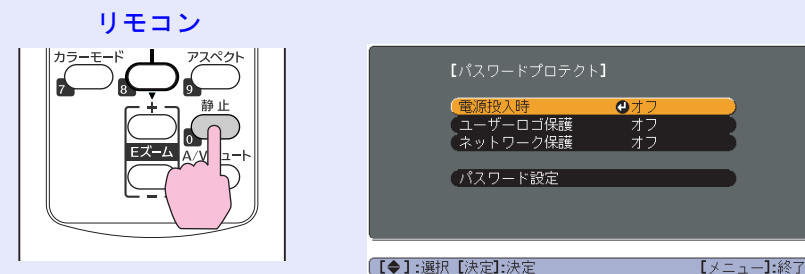 リモコン
カラーモード
アスペクト
7
8
9
+
静止
0
Eズーム
A/Vミュート
-
【パスワードプロテクト】
電源投入時 オフ
ユーザーロゴ保護 オフ
ネットワーク保護 オフ
パスワード設定
[◆]:選択 [決定]:決定 [メニュー]:終了